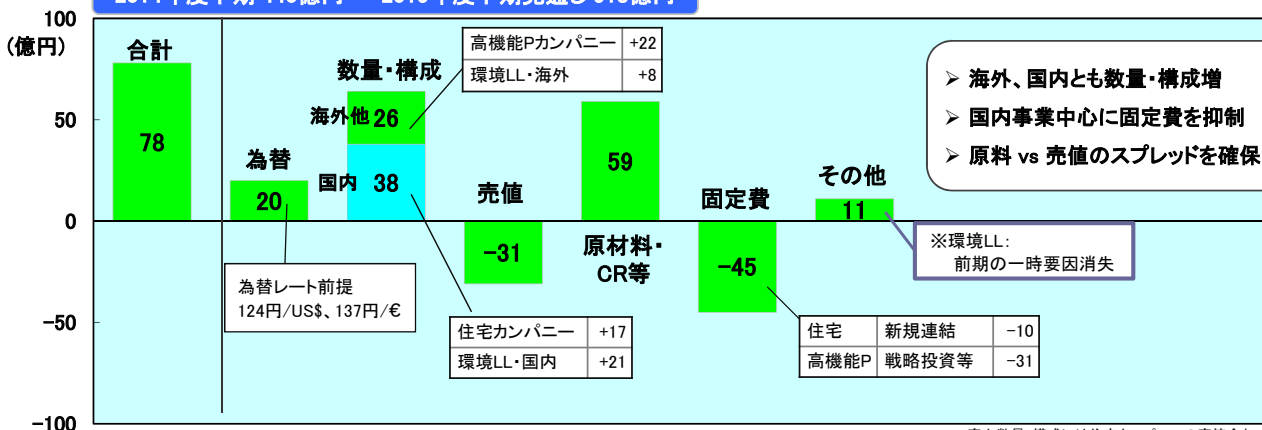 100
(億円)
合計
数量・構成
高機能Pカンパニー +22
環境LL・海外 +8
➢ 海外、国内とも数量・構成増
➢ 国内事業中心に固定費を抑制
➢ 原料 vs 売値のスプレッドを確保
50
海外他 26
78
為替
国内 38
売値
59
固定費
その他
20
11
0
-31
原材料・
CR等
-45
※環境LL:
前期の一時要因消失
為替レート前提
124円/US$、137円/€
-50
住宅カンパニー +17
環境LL・国内 +21
住宅 新規連結 -10
高機能P 戦略投資等 -31
-100